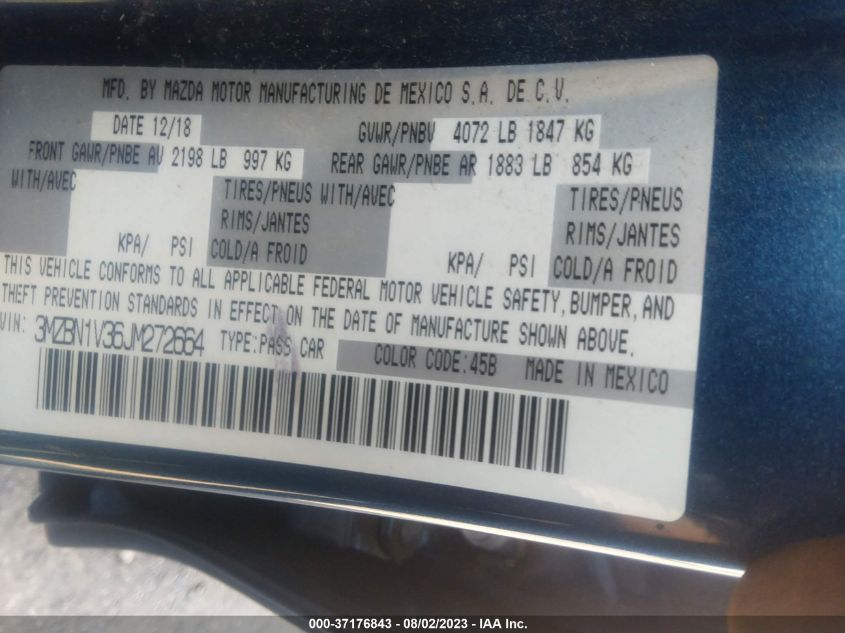 MFD. BY MAZDA MOTOR MANUFACTURING DE MEXICO S.A. DE C.V.
DATE 12/18 GVWR/PNBV 4072 LB 1847 KG
FRONT GAWR/PNBE AV 2198 LB 997 KG REAR GAWR/PNBE AR 1883 LB 854 KG
WITH/AVEC TIRES/PNEUS WITH/AVEC TIRES/PNEUS
RIMS/JANTES RIMS/JANTES
KPA/ PSI COLD/A FROID KPA/ PSI COLD/A FROID
THIS VEHICLE CONFORMS TO ALL APPLICABLE FEDERAL MOTOR VEHICLE SAFETY, BUMPER, AND
THEFT PREVENTION STANDARDS IN EFFECT ON THE DATE OF MANUFACTURE SHOWN ABOVE.
VIN: 3MZBN1V36JM272664 TYPE:PASS CAR COLOR CODE:45B MADE IN MEXICO
000-37176843 - 08/02/2023 - IAA Inc.